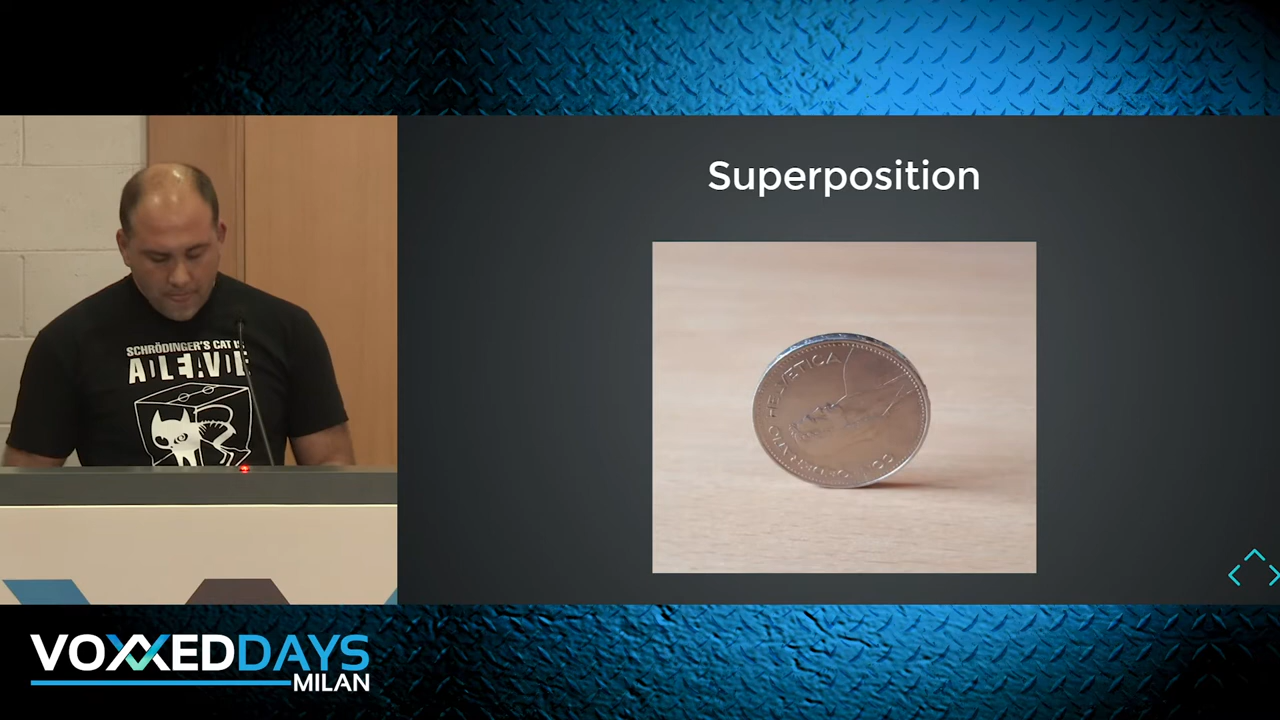 Superposition
SCHRÖDINGER'S CAT IS
HELVETICA
VOXXEDDAYS
MILAN